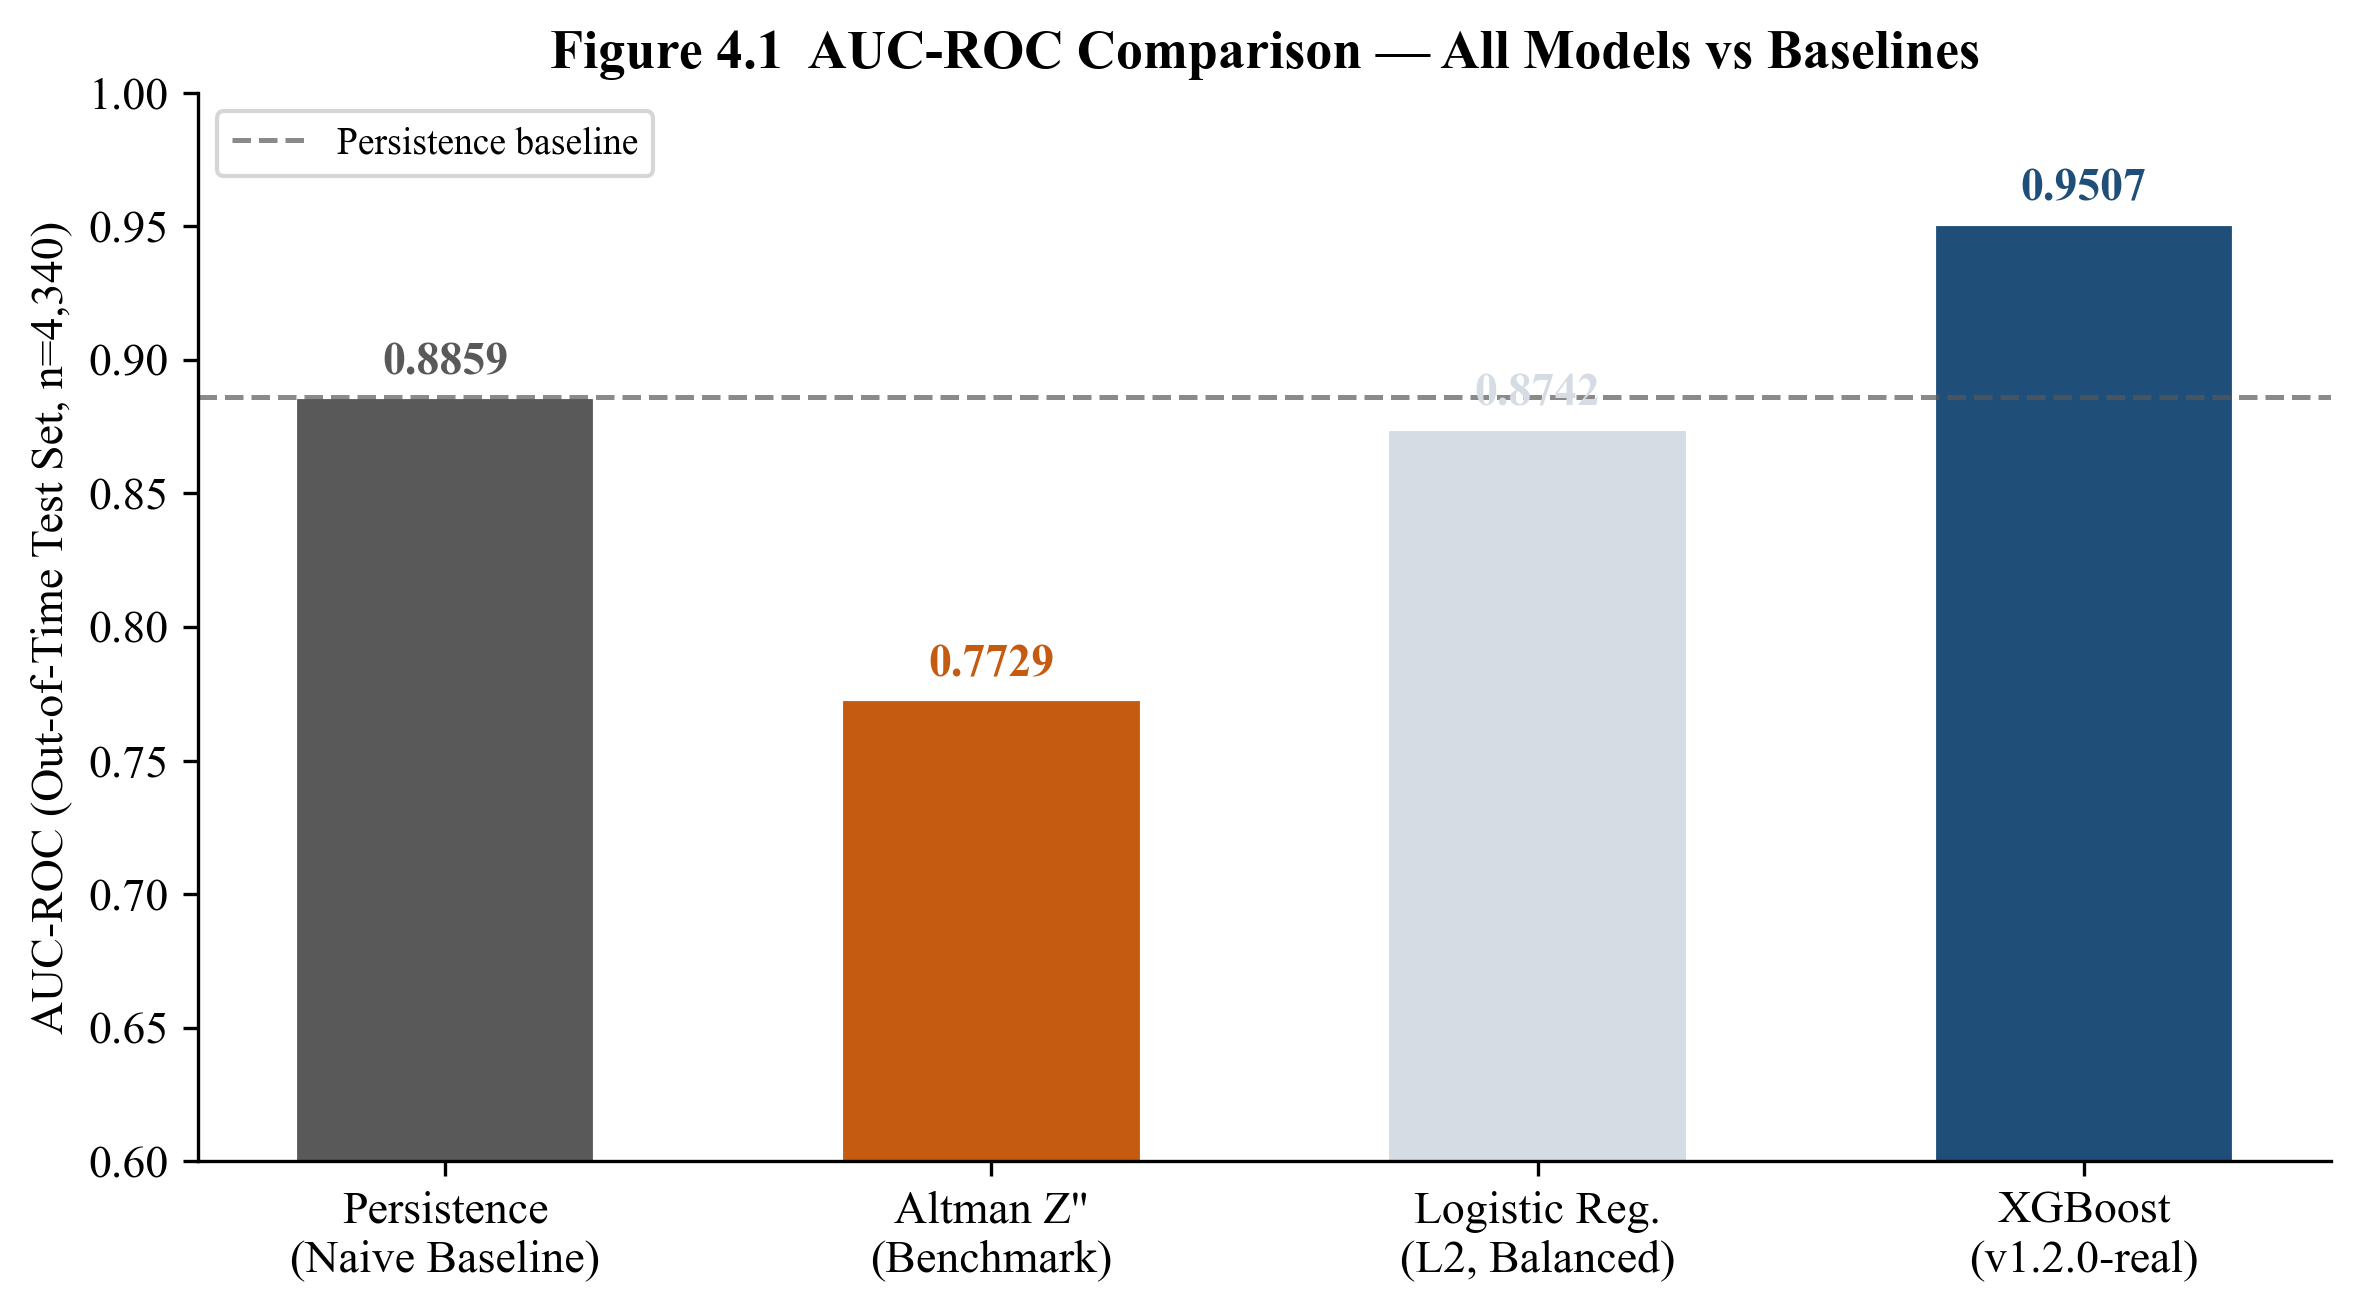 Figure 4.1  AUC-ROC Comparison — All Models vs Baselines
AUC-ROC (Out-of-Time Test Set, n=4,340)
1.00
0.95
0.90
0.85
0.80
0.75
0.70
0.65
0.60
Persistence baseline
0.8859
0.7729
0.8742
0.9507
Persistence
(Naive Baseline)
Altman Z"
(Benchmark)
Logistic Reg.
(L2, Balanced)
XGBoost
(v1.2.0-real)